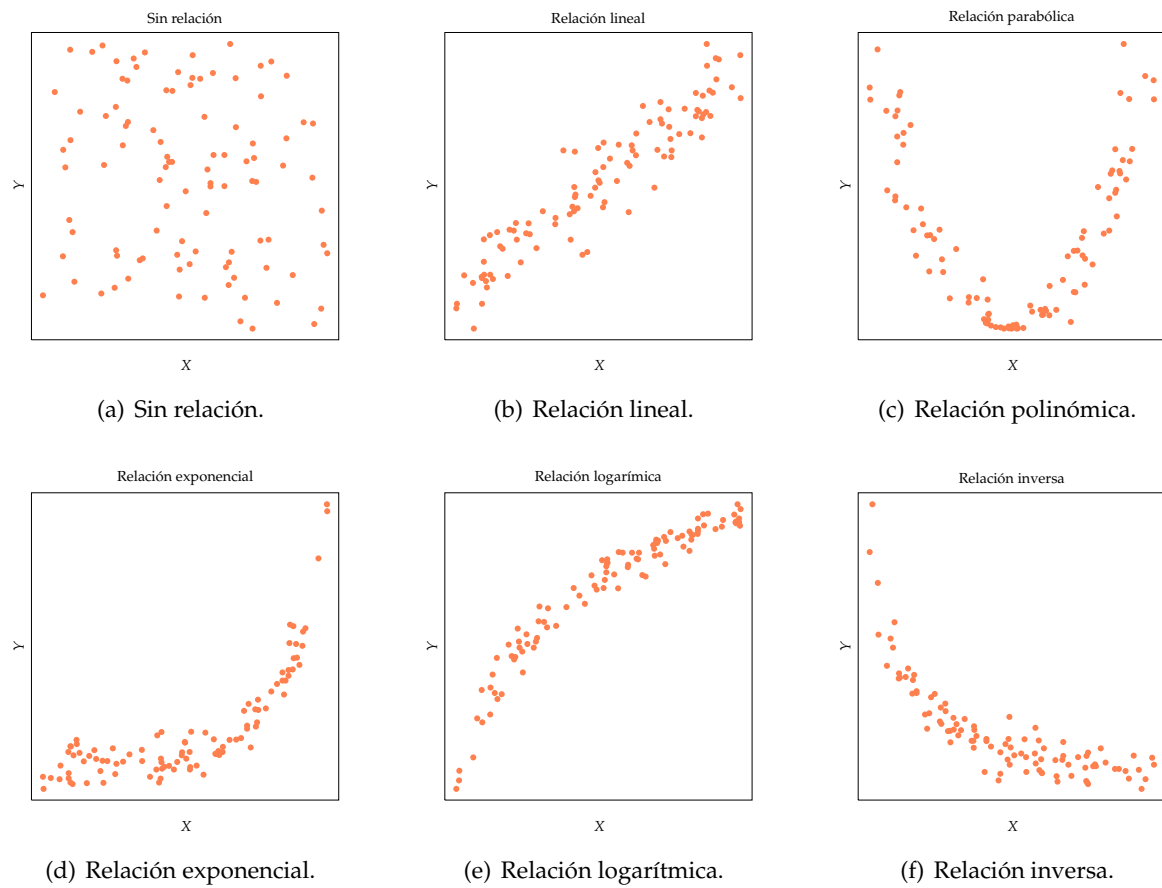 Sin relación
Y
X
(a) Sin relación.
Relación lineal
Y
X
(b) Relación lineal.
Relación parabólica
Y
X
(c) Relación polinómica.
Relación exponencial
Y
X
(d) Relación exponencial.
Relación logarímica
Y
X
(e) Relación logarítmica.
Relación inversa
Y
X
(f) Relación inversa.